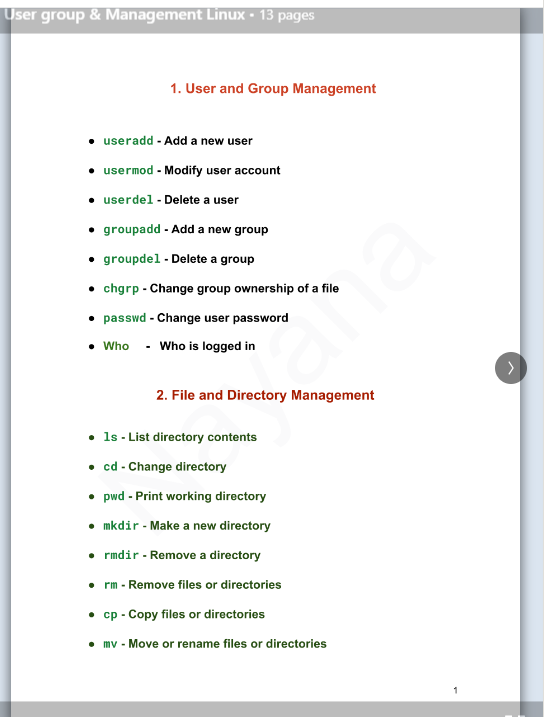 User group & Management Linux • 13 pages
1. User and Group Management
● useradd - Add a new user
● usermod - Modify user account
● userdel - Delete a user
● groupadd - Add a new group
● groupdel - Delete a group
● chgrp - Change group ownership of a file
● passwd - Change user password
● Who - Who is logged in
2. File and Directory Management
● ls - List directory contents
● cd - Change directory
● pwd - Print working directory
● mkdir - Make a new directory
● rmdir - Remove a directory
● rm - Remove files or directories
● cp - Copy files or directories
● mv - Move or rename files or directories
Nayana
1